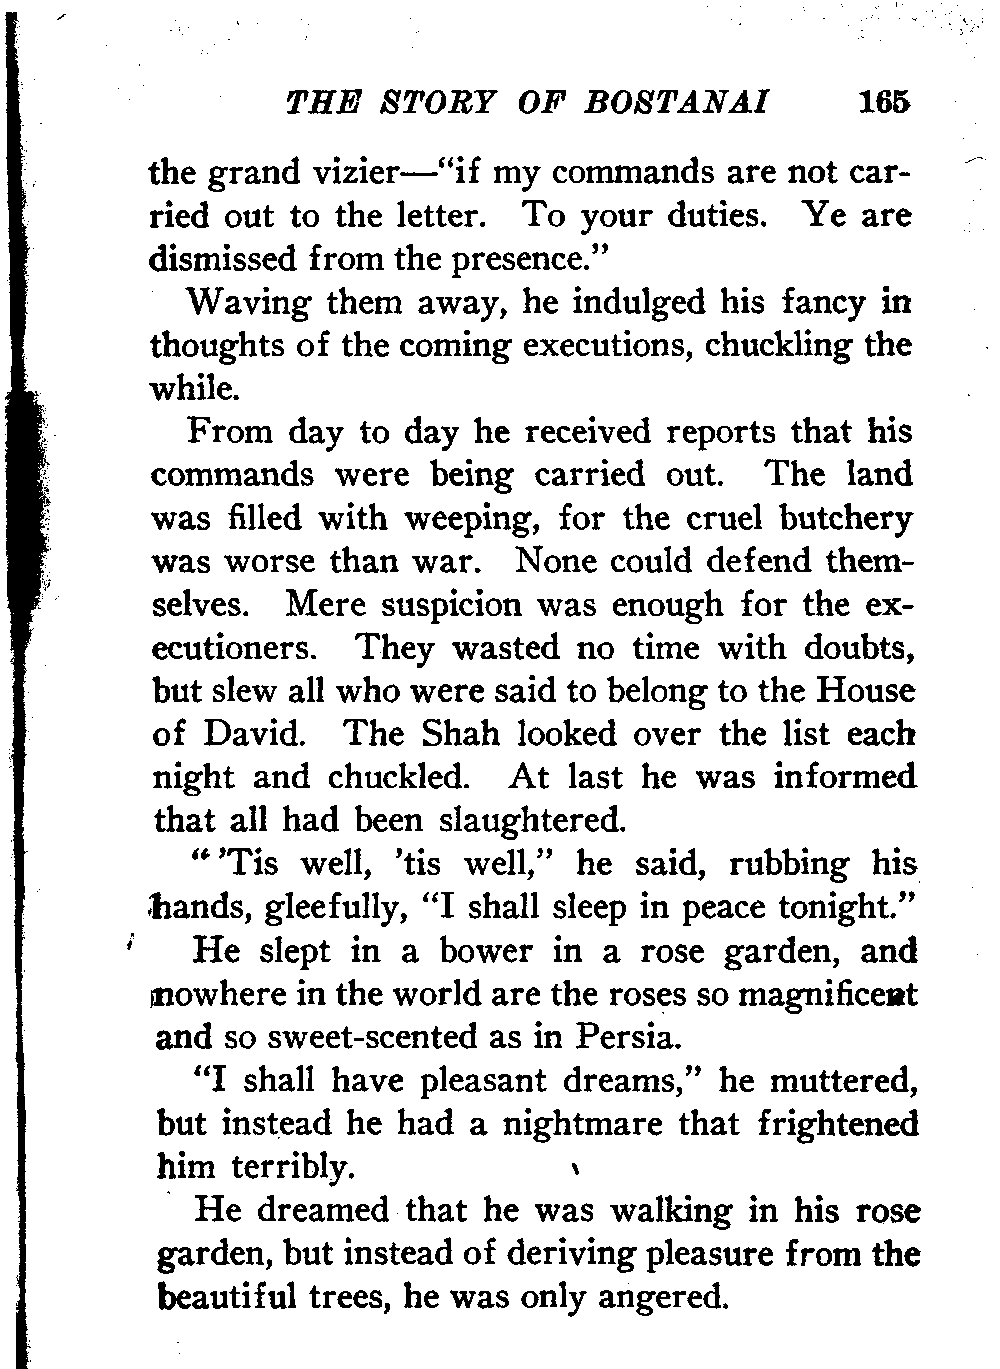 THE STORY OF BOSTANAI 165
the grand vizier—“if my commands are not car-
ried out to the letter. To your duties. Ye are
dismissed from the presence.”
Waving them away, he indulged his fancy in
thoughts of the coming executions, chuckling the
while.
From day to day he received reports that his
commands were being carried out. The land
was filled with weeping, for the cruel butchery
was worse than war. None could defend them-
selves. Mere suspicion was enough for the ex-
ecutioners. They wasted no time with doubts,
but slew all who were said to belong to the House
of David. The Shah looked over the list each
night and chuckled. At last he was informed
that all had been slaughtered.
“’Tis well, ’tis well,” he said, rubbing his
hands, gleefully, “I shall sleep in peace tonight.”
He slept in a bower in a rose garden, and
nowhere in the world are the roses so magnificent
and so sweet-scented as in Persia.
“I shall have pleasant dreams,” he muttered,
but instead he had a nightmare that frightened
him terribly.
He dreamed that he was walking in his rose
garden, but instead of deriving pleasure from the
beautiful trees, he was only angered.